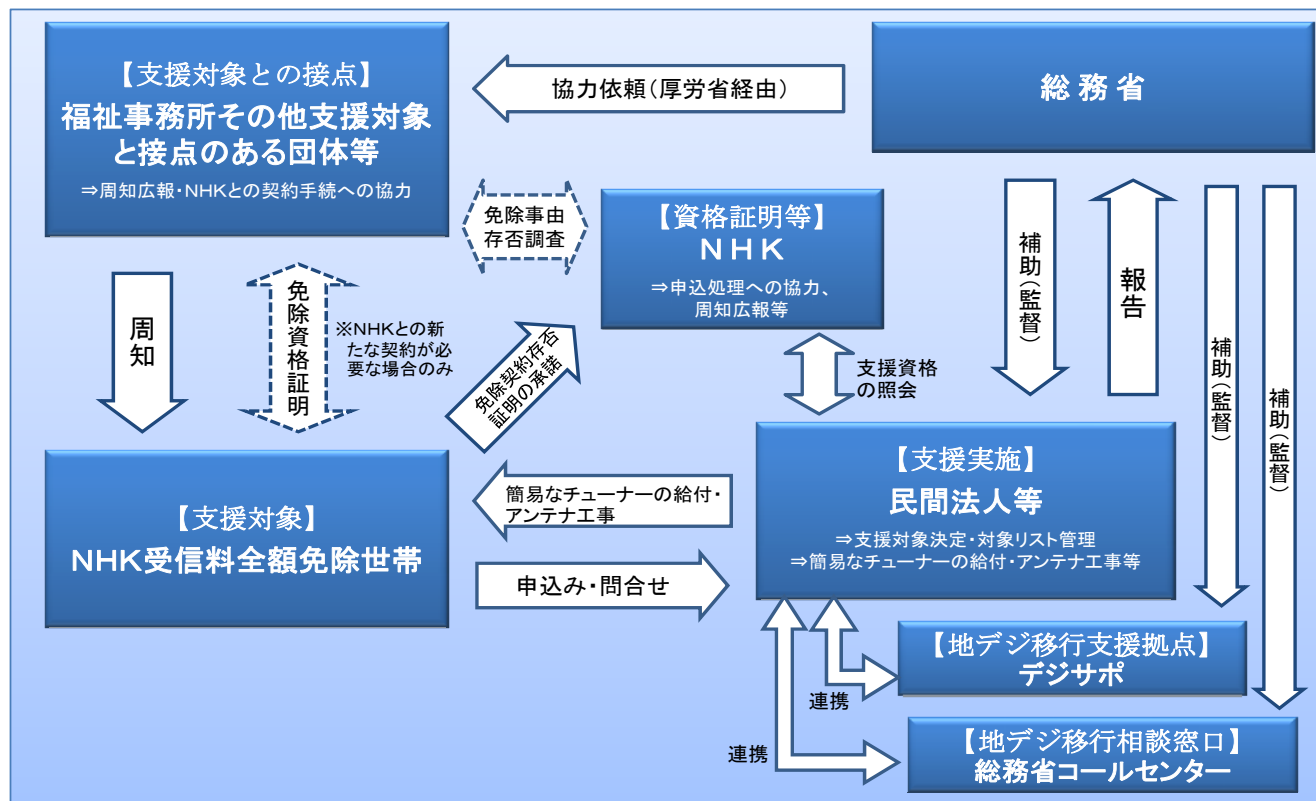 【支援対象との接点】
福祉事務所その他支援対象
と接点のある団体等
⇒周知広報・NHKとの契約手続への協力
協力依頼(厚労省経由)
総務省
免除事由
存否調査
【資格証明等】
NHK
⇒申込処理への協力、
周知広報等
補助(監督)
報告
補助(監督)
補助(監督)
周知
免除資格証明
※NHKとの新
たな契約が必
要な場合のみ
免除契約存否
証明の承諾
支援資格
の照会
【支援対象】
NHK受信料全額免除世帯
簡易なチューナーの給付・
アンテナ工事
申込み・問合せ
【支援実施】
民間法人等
⇒支援対象決定・対象リスト管理
⇒簡易なチューナーの給付・アンテナ工事等
連携
【地デジ移行支援拠点】
デジサポ
連携
【地デジ移行相談窓口】
総務省コールセンター